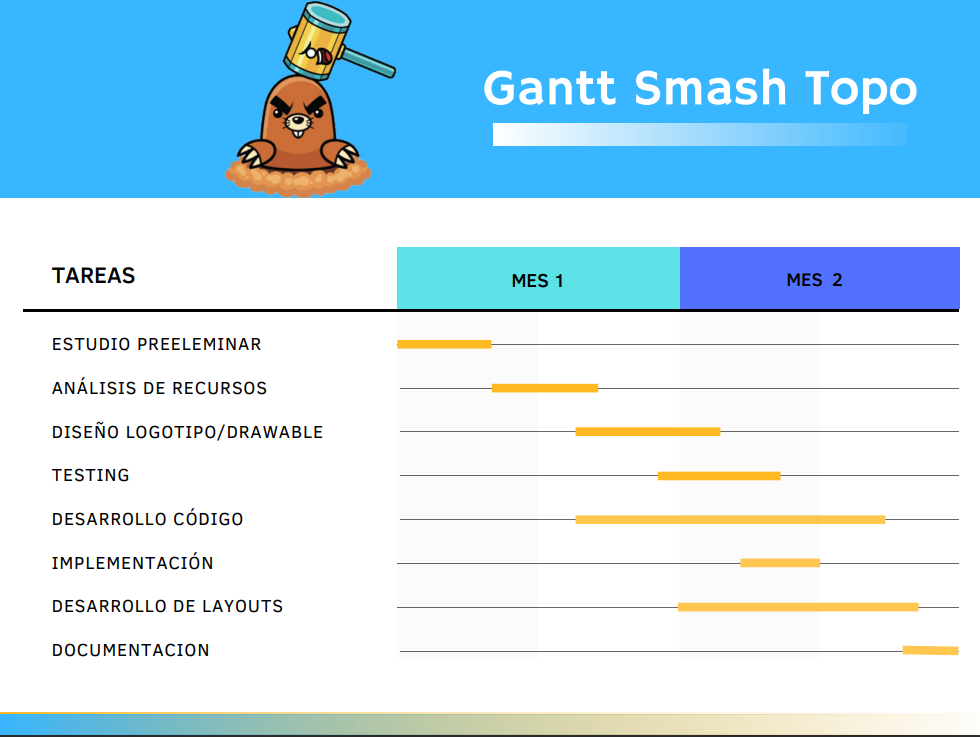 Gantt Smash Topo
TAREAS
MES 1
MES 2
ESTUDIO PREELEMINAR
ANÁLISIS DE RECURSOS
DISEÑO LOGOTIPO/DRAWABLE
TESTING
DESARROLLO CÓDIGO
IMPLEMENTACIÓN
DESARROLLO DE LAYOUTS
DOCUMENTACION